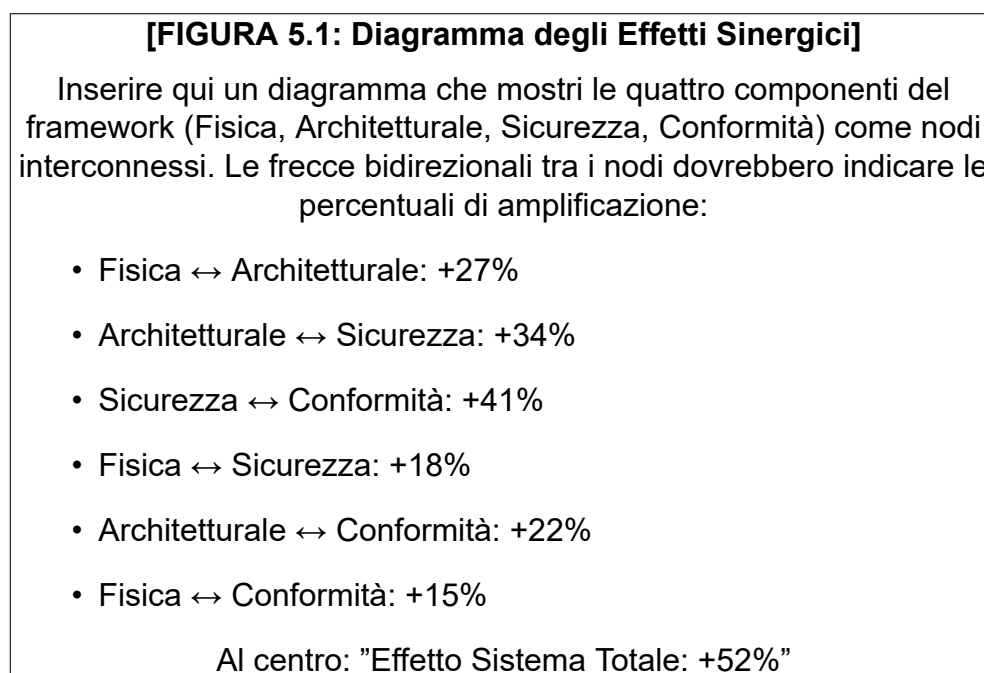 [FIGURA 5.1: Diagramma degli Effetti Sinergici]
Inserire qui un diagramma che mostri le quattro componenti del
framework (Fisica, Architetturale, Sicurezza, Conformità) come nodi
interconnessi. Le frecce bidirezionali tra i nodi dovrebbero indicare le
percentuali di amplificazione:
• Fisica ↔ Architetturale: +27%
• Architetturale ↔ Sicurezza: +34%
• Sicurezza ↔ Conformità: +41%
• Fisica ↔ Sicurezza: +18%
• Architetturale ↔ Conformità: +22%
• Fisica ↔ Conformità: +15%
Al centro: ”Effetto Sistema Totale: +52%”